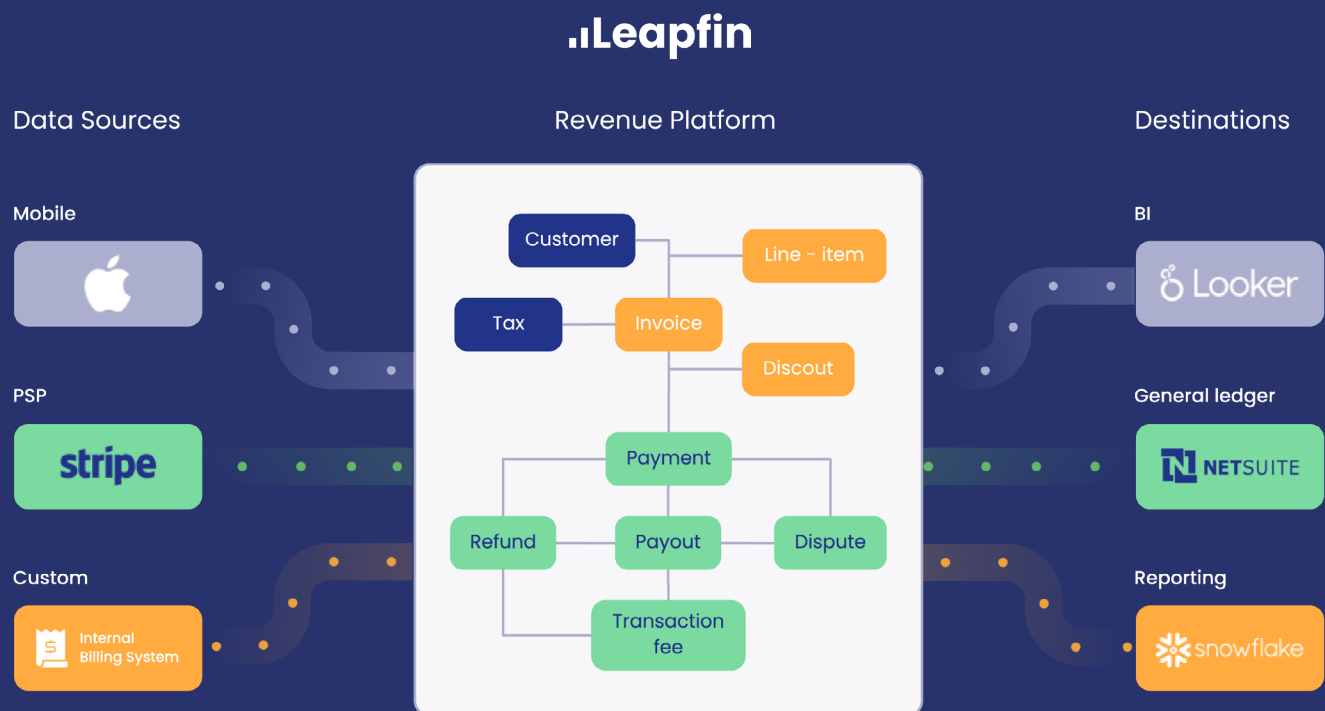 Leapfin
Data Sources
Revenue Platform
Destinations
Mobile
PSP
stripe
Custom
Internal
Billing System
Customer
Line - item
Tax
Invoice
Discout
Payment
Refund
Payout
Dispute
Transaction
fee
BI
Looker
General ledger
NETSUITE
Reporting
snowflake